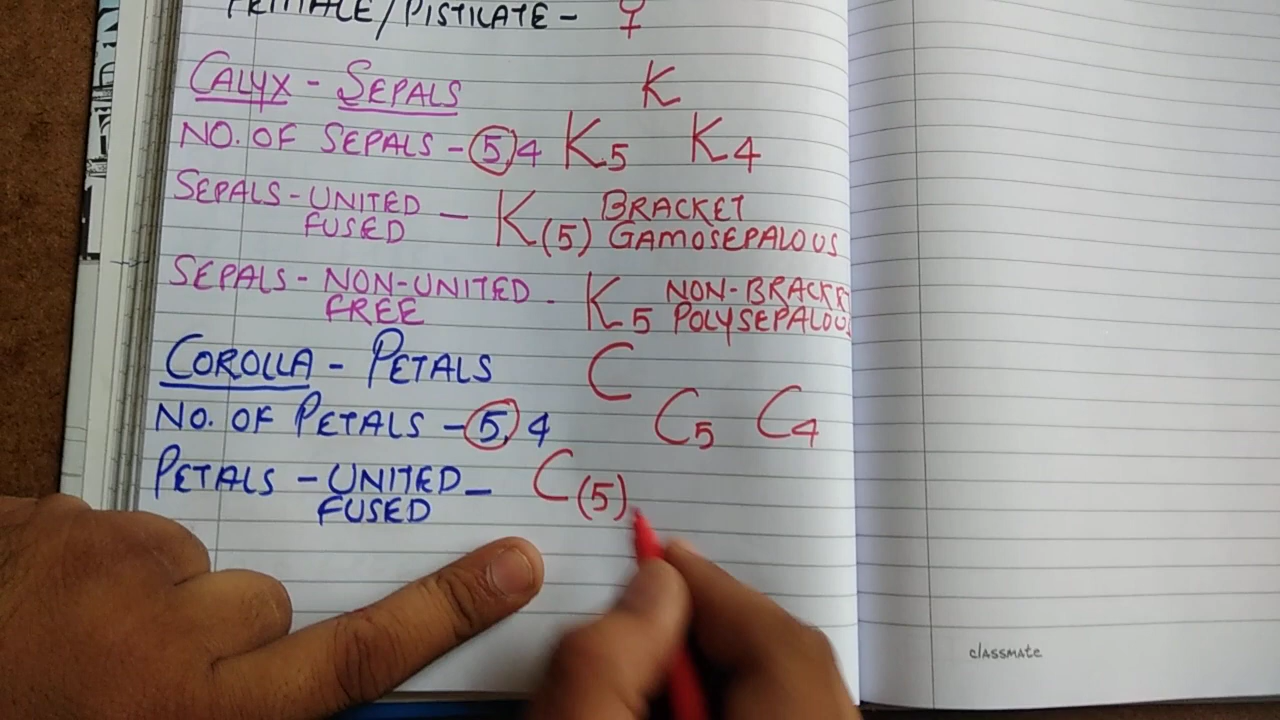 FEMALE/PISTILATE - ♀
CALYX - SEPALS K
NO. OF SEPALS - 5, 4 K5 K4
SEPALS - UNITED FUSED - K(5) BRACKET GAMOSEPALOUS
SEPALS - NON-UNITED FREE - K5 NON-BRACKET POLYSEPALOUS
COROLLA - PETALS C
NO. OF PETALS - 5, 4 C5 C4
PETALS - UNITED FUSED - C(5)
classmate